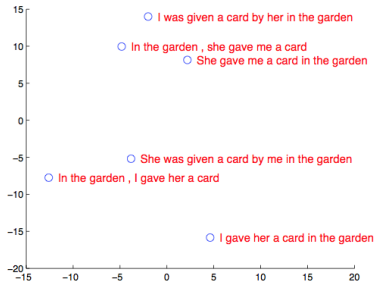 15
I was given a card by her in the garden
10
In the garden , she gave me a card
She gave me a card in the garden
5
0
−5
She was given a card by me in the garden
In the garden , I gave her a card
−10
−15
I gave her a card in the garden
−20
−15 −10 −5 0 5 10 15 20